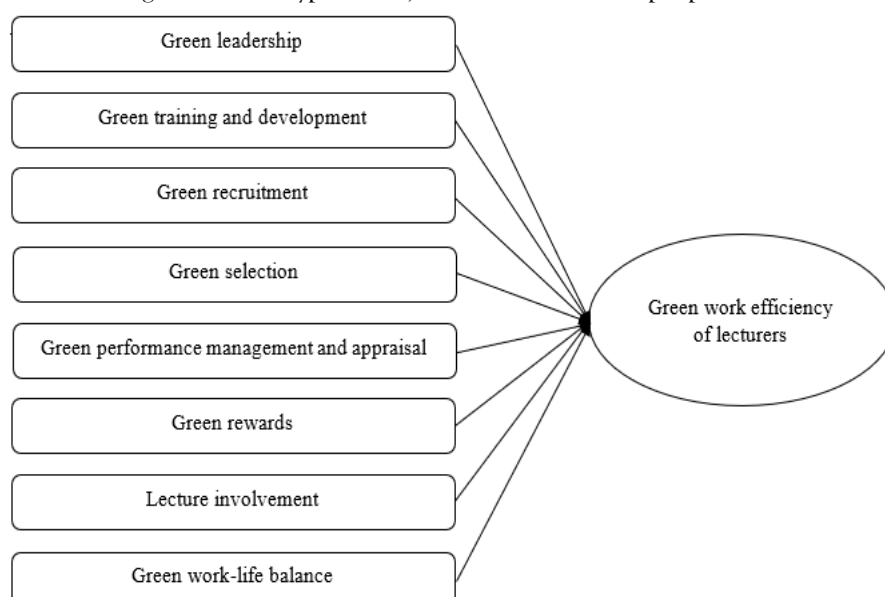 Green leadership
Green training and development
Green recruitment
Green selection
Green performance management and appraisal
Green rewards
Lecture involvement
Green work-life balance
Green work efficiency
of lecturers